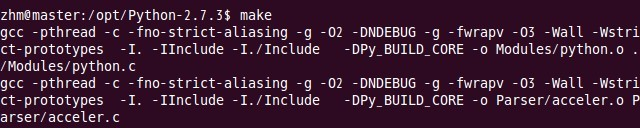 zhm@master:/opt/Python-2.7.3$ make
gcc -pthread -c -fno-strict-aliasing -g -O2 -DNDEBUG -g -fwrapv -O3 -Wall -Wstri
ct-prototypes  -I. -IInclude -I./Include   -DPy_BUILD_CORE -o Modules/python.o .
/Modules/python.c
gcc -pthread -c -fno-strict-aliasing -g -O2 -DNDEBUG -g -fwrapv -O3 -Wall -Wstri
ct-prototypes  -I. -IInclude -I./Include   -DPy_BUILD_CORE -o Parser/acceler.o P
arser/acceler.c